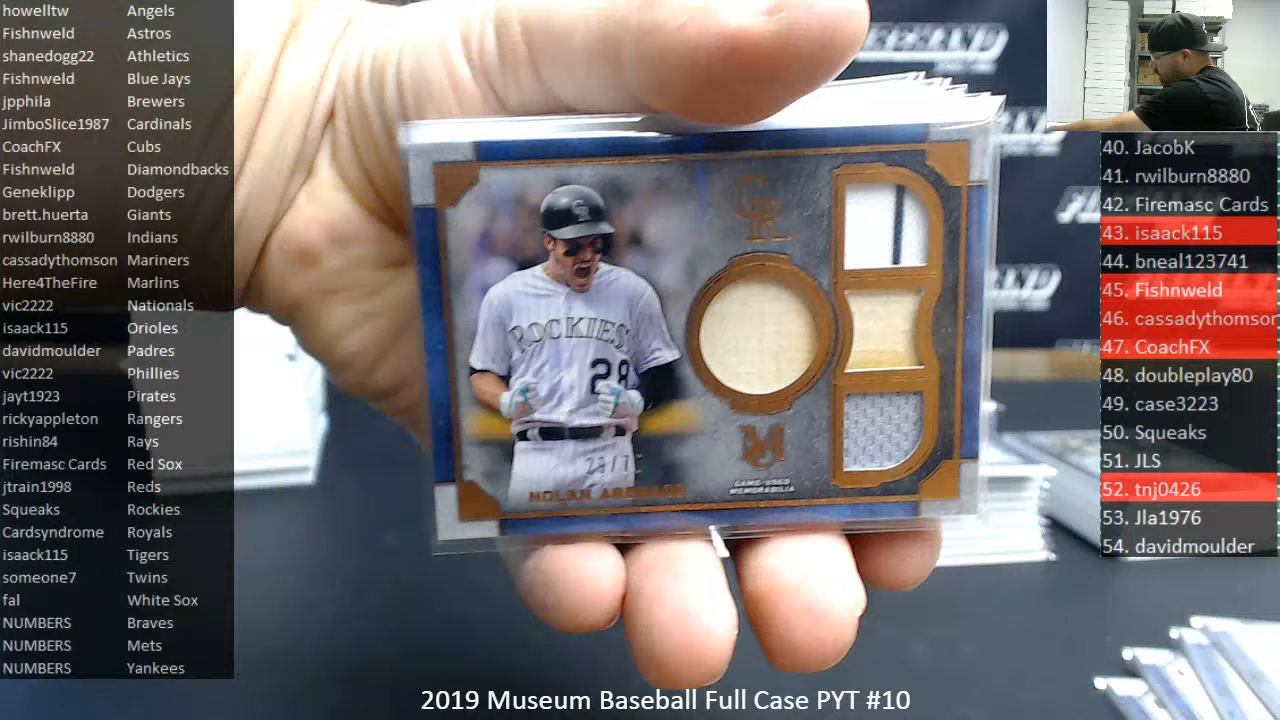 howelltw Angels
Fishnweld Astros
shanedogg22 Athletics
Fishnweld Blue Jays
jpphila Brewers
JimboSlice1987 Cardinals
CoachFX Cubs
Fishnweld Diamondbacks
Geneklipp Dodgers
brett.huerta Giants
rwilburn8880 Indians
cassadythomson Mariners
Here4TheFire Marlins
vic2222 Nationals
isaack115 Orioles
davidmoulder Padres
vic2222 Phillies
jayt1923 Pirates
rickyappleton Rangers
rishin84 Rays
Firemasc Cards Red Sox
jtrain1998 Reds
Squeaks Rockies
Cardsyndrome Royals
isaack115 Tigers
someone7 Twins
fal White Sox
NUMBERS Braves
NUMBERS Mets
NUMBERS Yankees
CR
CR
ROCKIES
28
M
NOLAN
GAME-USED
MEMORABILIA
40. JacobK
41. rwilburn8880
42. Firemasc Cards
43. isaack115
44. bneal123741
45. Fishnweld
46. cassadythomson
47. CoachFX
48. doubleplay80
49. case3223
50. Squeaks
51. JLS
52. tnj0426
53. Jla1976
54. davidmoulder
2019 Museum Baseball Full Case PYT #10